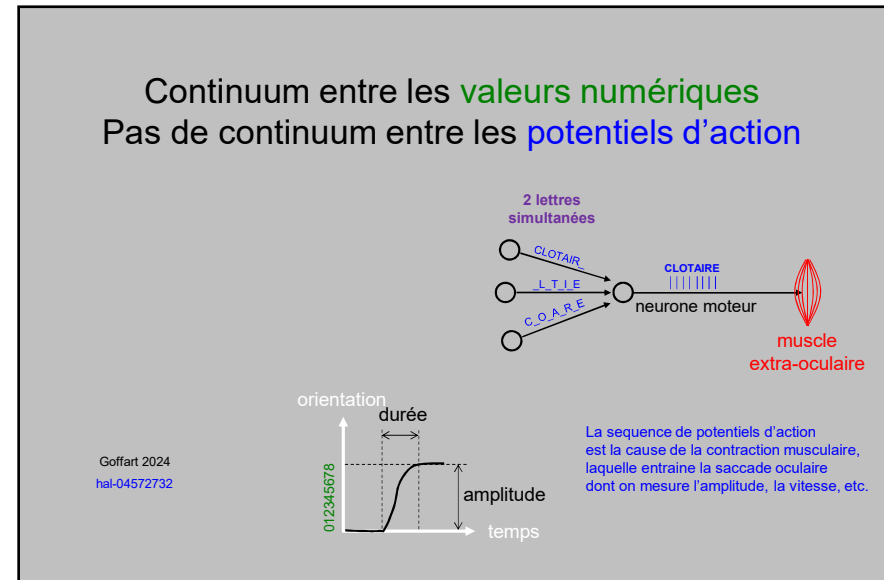 Continuum entre les valeurs numériques
Pas de continuum entre les potentiels d'action
2 lettres
simultanées
CLOTAIR_
_L_T_I_E
C_O_A_R_E
CLOTAIRE
neurone moteur
muscle
extra-oculaire
orientation
durée
012345678
amplitude
temps
La sequence de potentiels d'action
est la cause de la contraction musculaire,
laquelle entraine la saccade oculaire
dont on mesure l'amplitude, la vitesse, etc.
Goffart 2024
hal-04572732